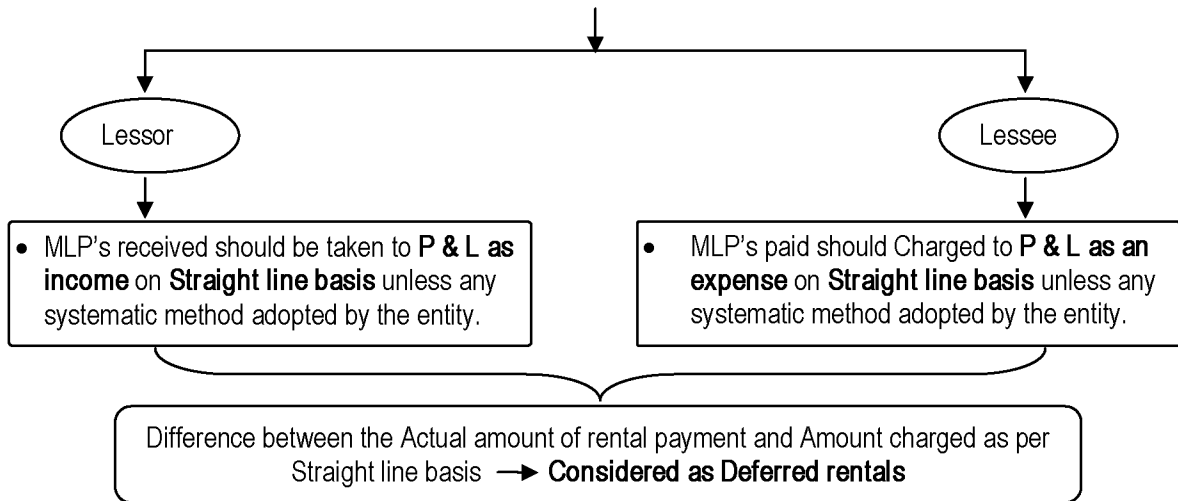 Lessor
Lessee
• MLP's received should be taken to P & L as
income on Straight line basis unless any
systematic method adopted by the entity.
• MLP's paid should Charged to P & L as an
expense on Straight line basis unless any
systematic method adopted by the entity.
Difference between the Actual amount of rental payment and Amount charged as per
Straight line basis → Considered as Deferred rentals